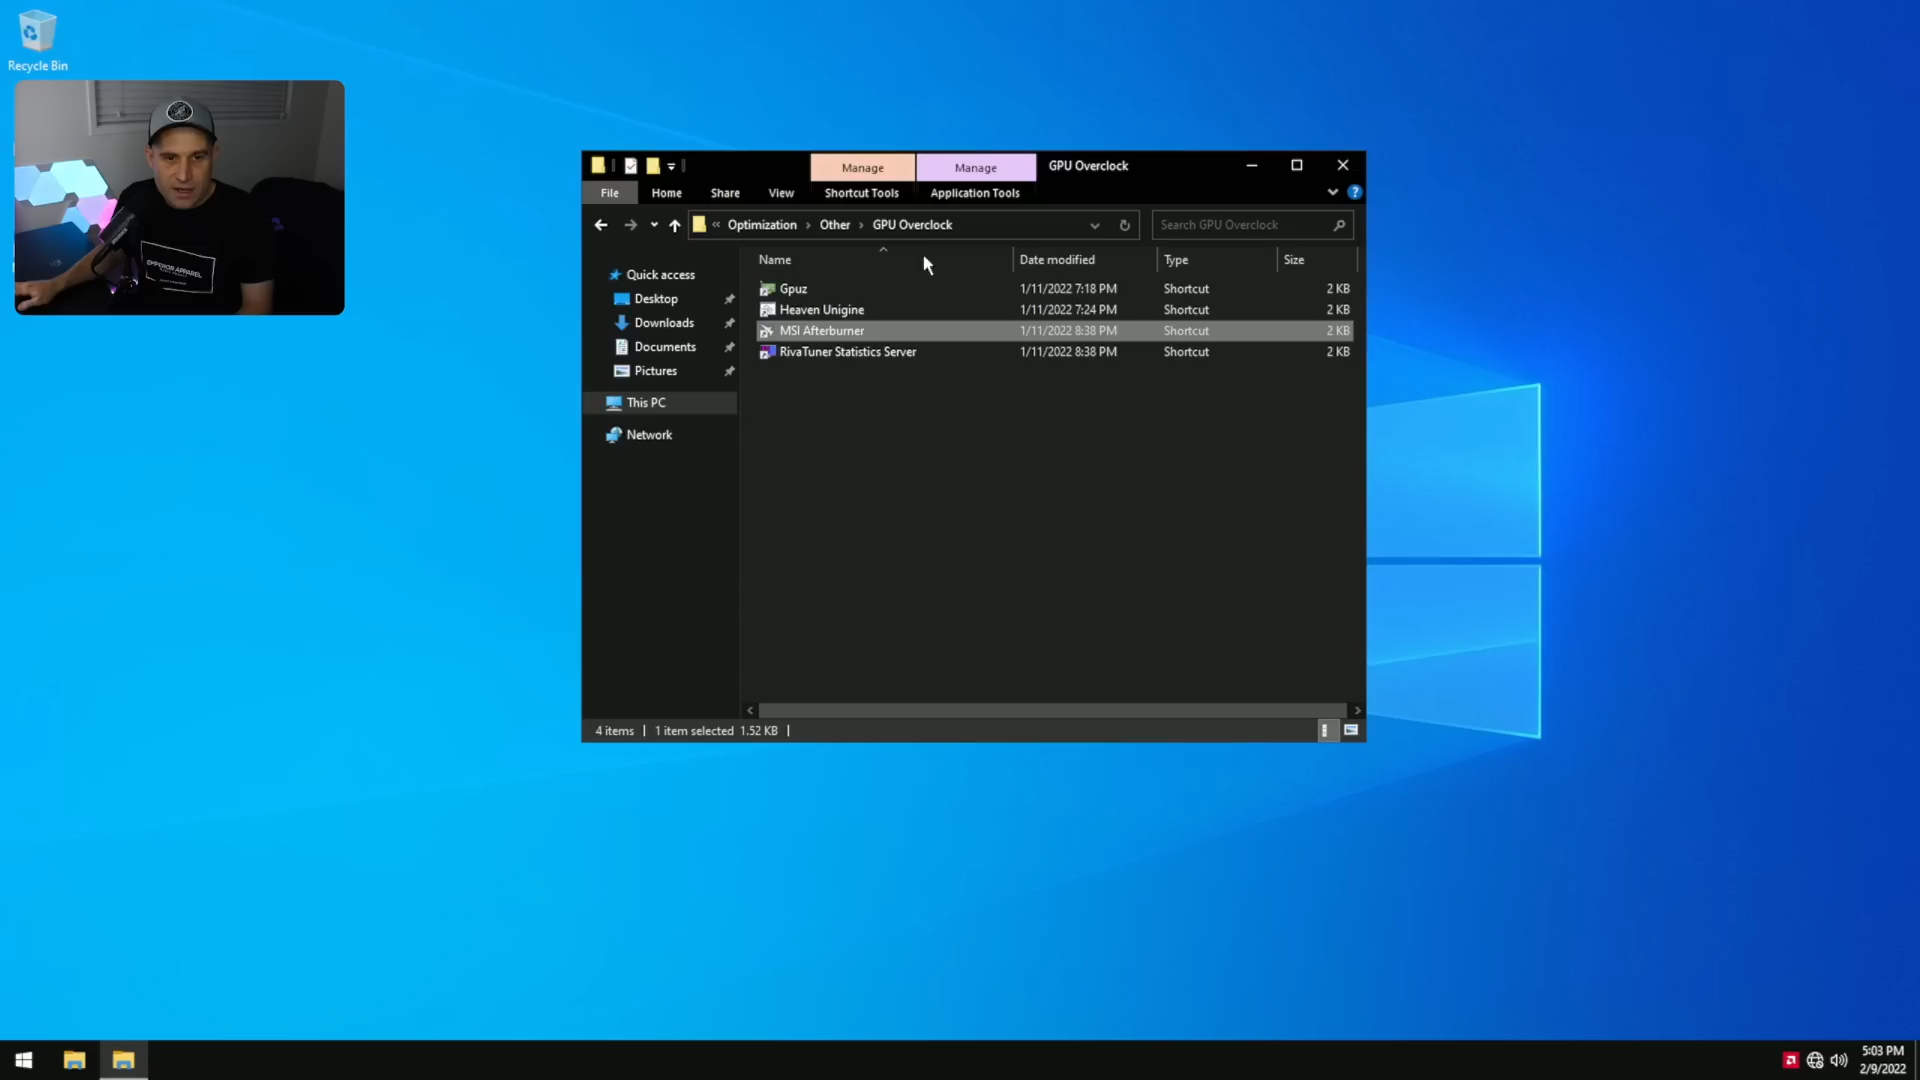 Recycle Bin
EMPEROR APPAREL
Manage
Manage
GPU Overclock
File
Home
Share
View
Shortcut Tools
Application Tools
« Optimization › Other › GPU Overclock
Search GPU Overclock
Name
Date modified
Type
Size
Quick access
Desktop
Downloads
Documents
Pictures
This PC
Network
Gpuz 1/11/2022 7:18 PM Shortcut 2 KB
Heaven Unigine 1/11/2022 7:24 PM Shortcut 2 KB
MSI Afterburner 1/11/2022 8:38 PM Shortcut 2 KB
RivaTuner Statistics Server 1/11/2022 8:38 PM Shortcut 2 KB
4 items | 1 item selected 1.52 KB |
5:03 PM
2/9/2022